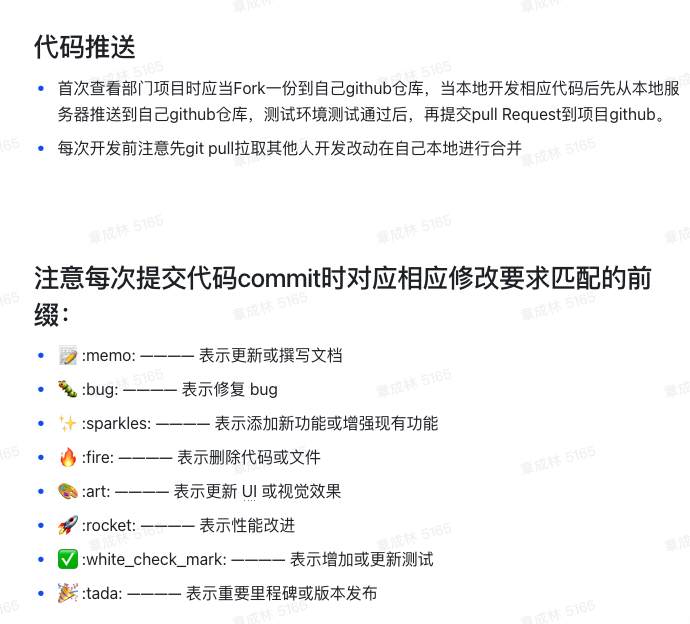 代码推送
首次查看部门项目时应当Fork一份到自己github仓库，当本地开发相应代码后先从本地服
务器推送到自己github仓库，测试环境测试通过后，再提交pull Request到项目github。
每次开发前注意先git pull拉取其他人开发改动在自己本地进行合并
注意每次提交代码commit时对应相应修改要求匹配的前
缀：
📝 :memo: ———— 表示更新或撰写文档
🐛 :bug: ———— 表示修复 bug
✨ :sparkles: ———— 表示添加新功能或增强现有功能
🔥 :fire: ———— 表示删除代码或文件
🎨 :art: ———— 表示更新 UI 或视觉效果
🚀 :rocket: ———— 表示性能改进
✅ :white_check_mark: ———— 表示增加或更新测试
🎉 :tada: ———— 表示重要里程碑或版本发布
章成林 5165